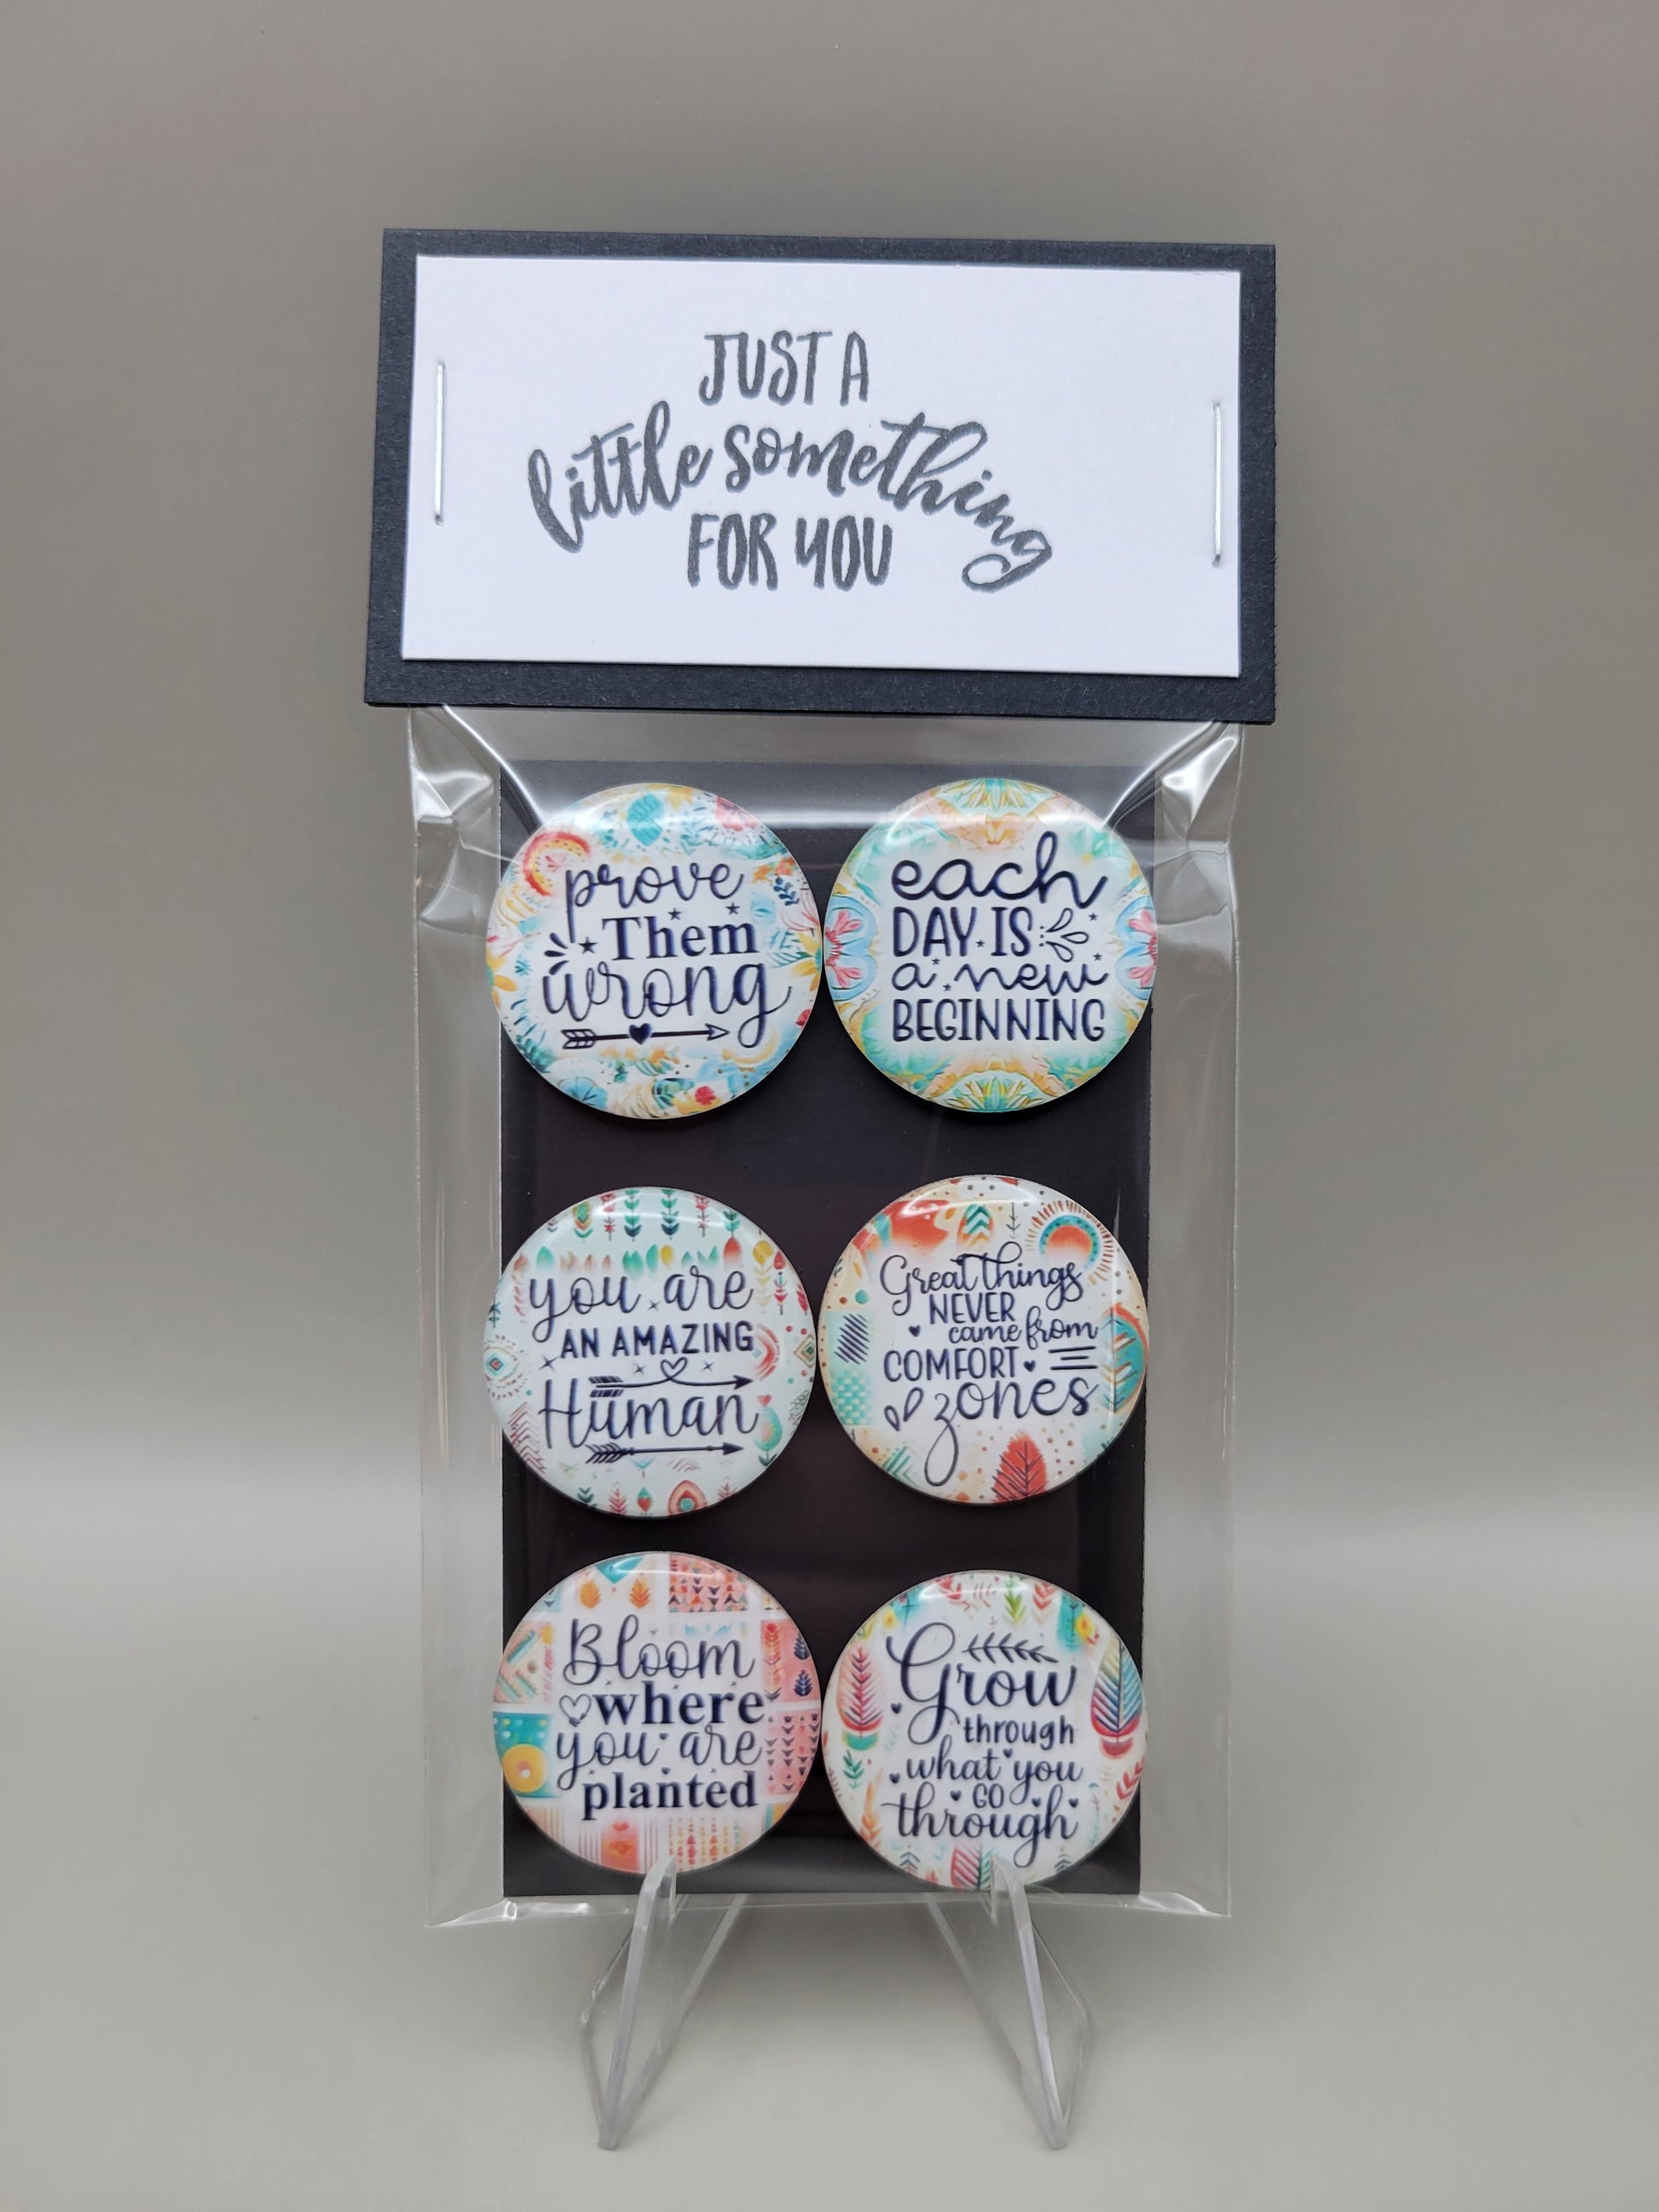 JUST A
little something
FOR YOU
prove
Them
wrong
each
DAY IS
a new
BEGINNING
you are
AN AMAZING
Human
Great things
NEVER
came from
COMFORT
zones
Bloom
where
you are
planted
Grow
through
what you
GO
through